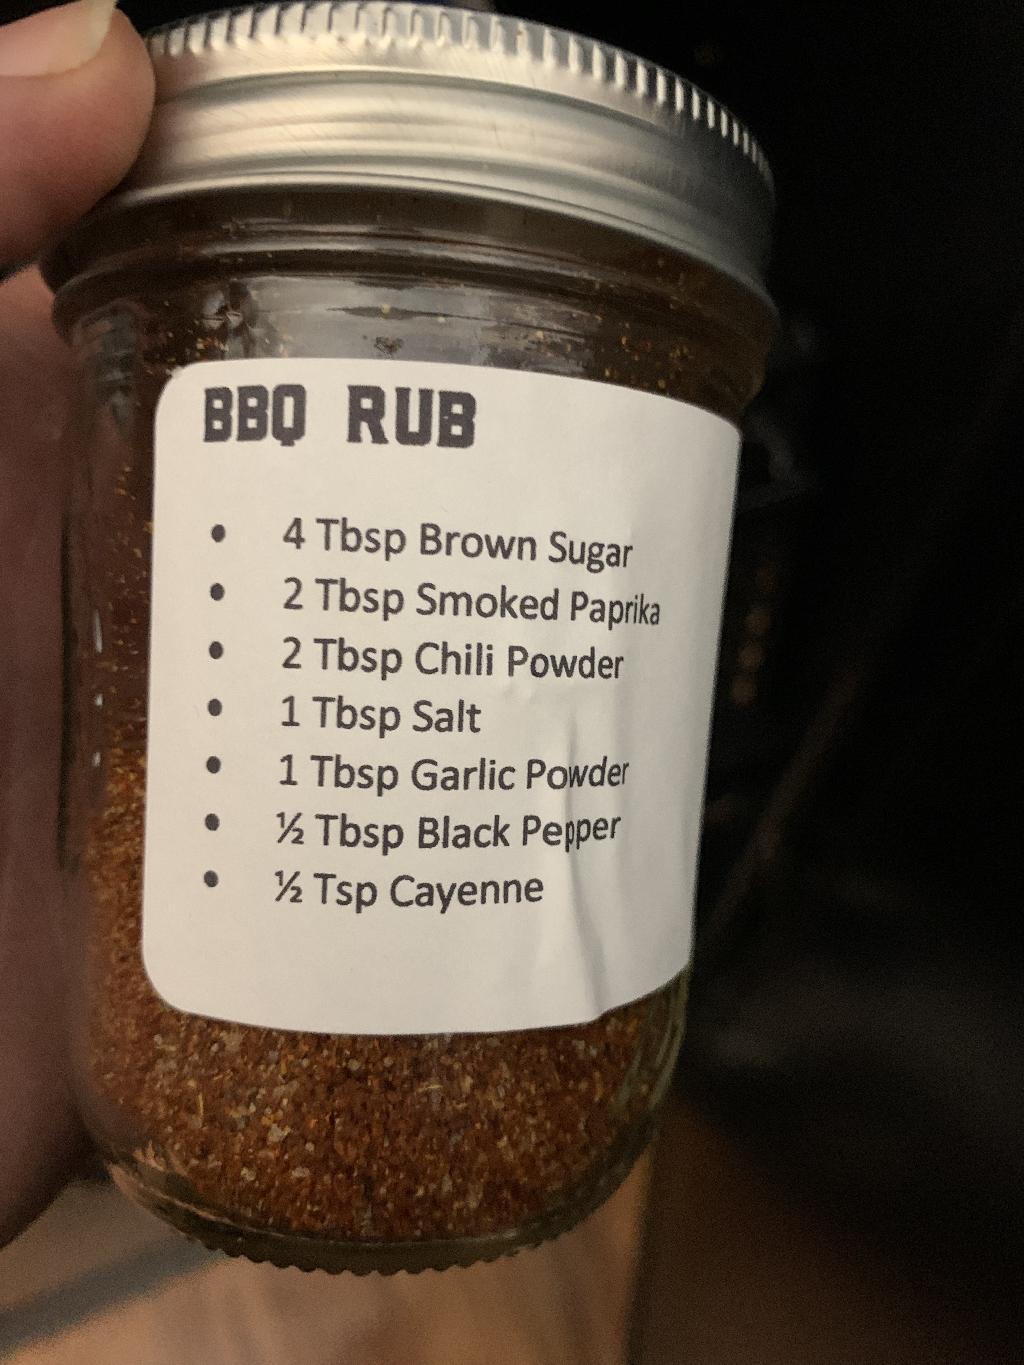 BBQ RUB
• 4 Tbsp Brown Sugar
• 2 Tbsp Smoked Paprika
• 2 Tbsp Chili Powder
• 1 Tbsp Salt
• 1 Tbsp Garlic Powder
• ½ Tbsp Black Pepper
• ½ Tsp Cayenne